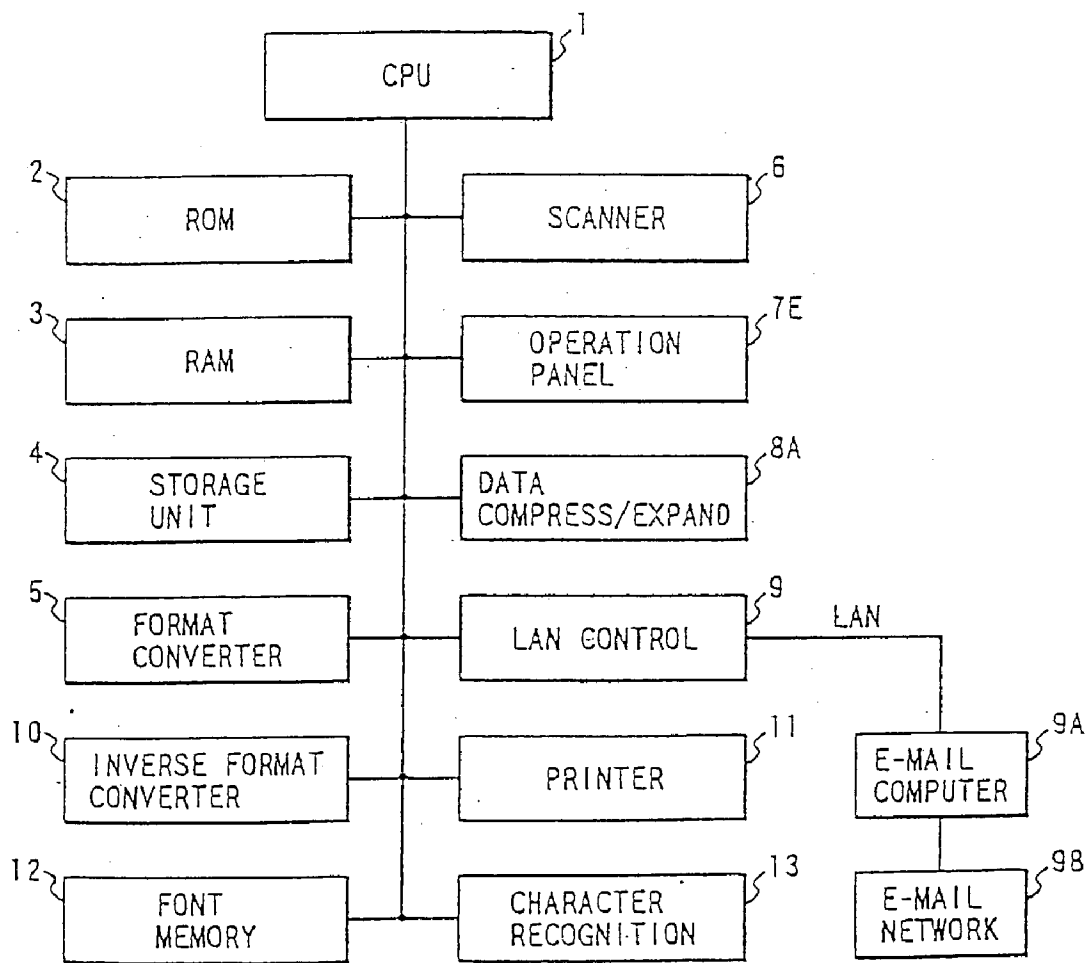 1
CPU
2
ROM
6
SCANNER
3
RAM
7E
OPERATION
PANEL
4
STORAGE
UNIT
8A
DATA
COMPRESS/EXPAND
5
FORMAT
CONVERTER
9
LAN CONTROL
LAN
10
INVERSE FORMAT
CONVERTER
11
PRINTER
9A
E-MAIL
COMPUTER
12
FONT
MEMORY
13
CHARACTER
RECOGNITION
9B
E-MAIL
NETWORK